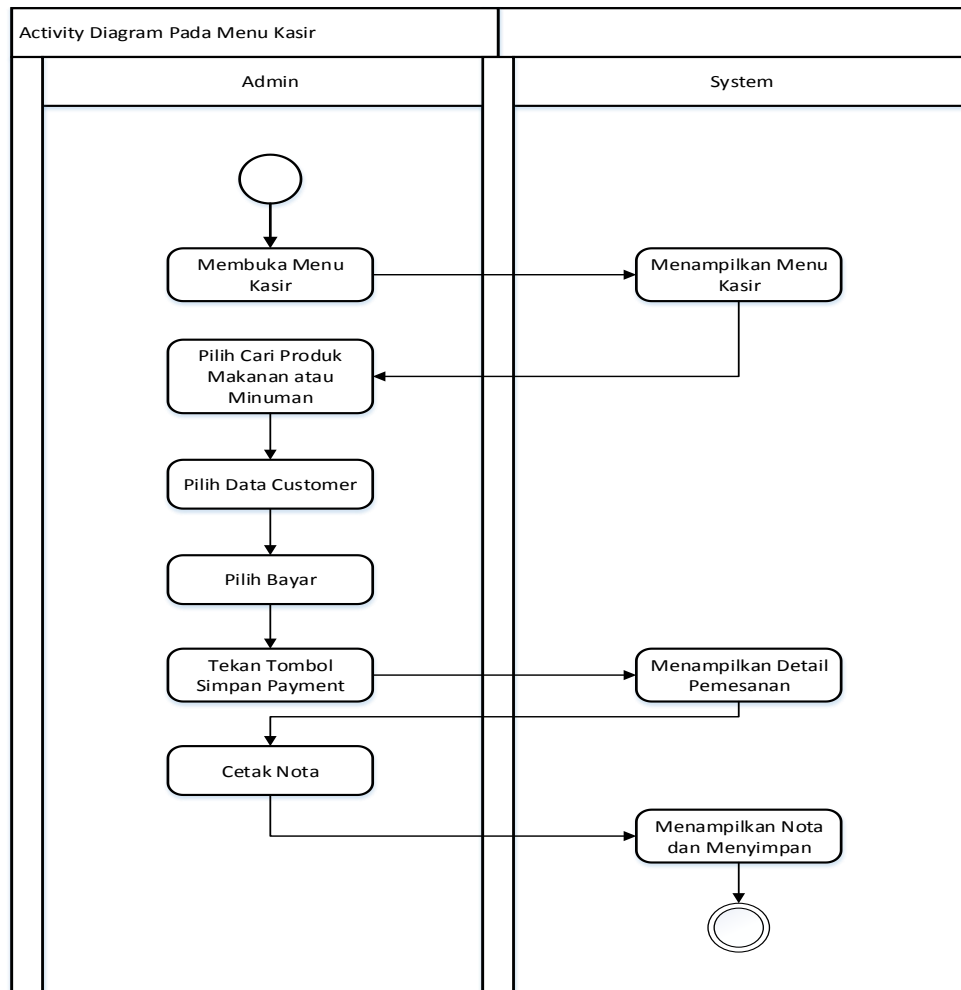 Activity Diagram Pada Menu Kasir
Admin
System
Membuka Menu
Kasir
Menampilkan Menu
Kasir
Pilih Cari Produk
Makanan atau
Minuman
Pilih Data Customer
Pilih Bayar
Tekan Tombol
Simpan Payment
Menampilkan Detail
Pemesanan
Cetak Nota
Menampilkan Nota
dan Menyimpan